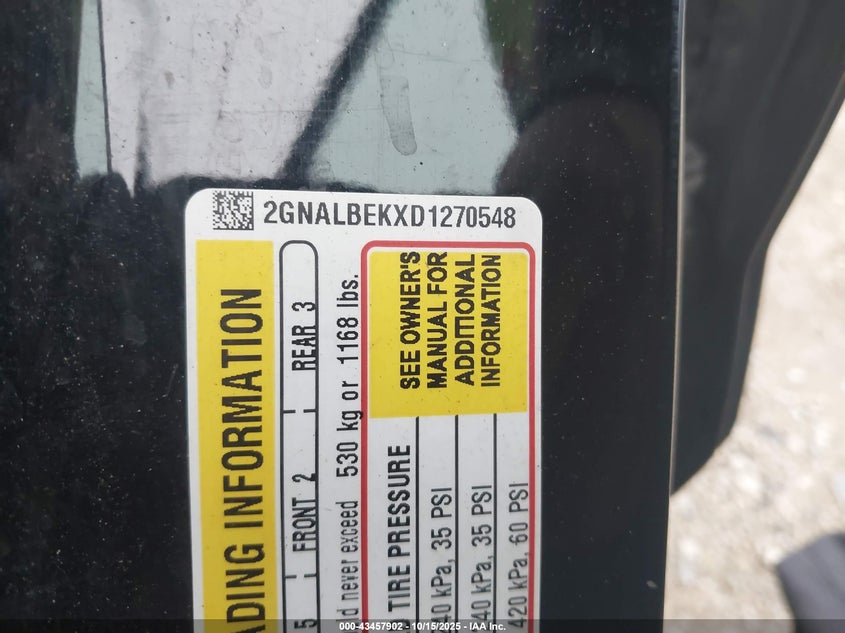 2GNALBEKXD1270548
ADING INFORMATION
5 FRONT 2 REAR 3
d never exceed 530 kg or 1168 lbs.
SEE OWNER'S
MANUAL FOR
ADDITIONAL
INFORMATION
TIRE PRESSURE
40 kPa, 35 PSI
40 kPa, 35 PSI
420 kPa, 60 PSI
000-43457902 - 10/15/2025 - IAA Inc.